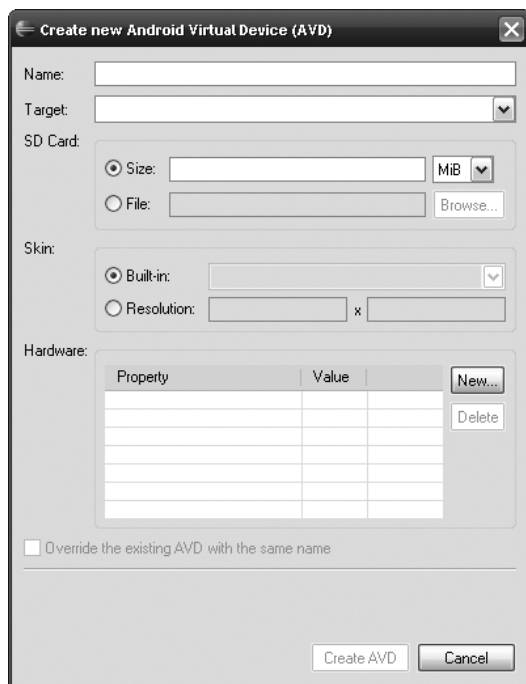 Create new Android Virtual Device (AVD)
Name:
Target:
SD Card:
Size: MiB
File: Browse...
Skin:
Built-in:
Resolution: x
Hardware:
Property Value New...
Delete
Override the existing AVD with the same name
Create AVD Cancel